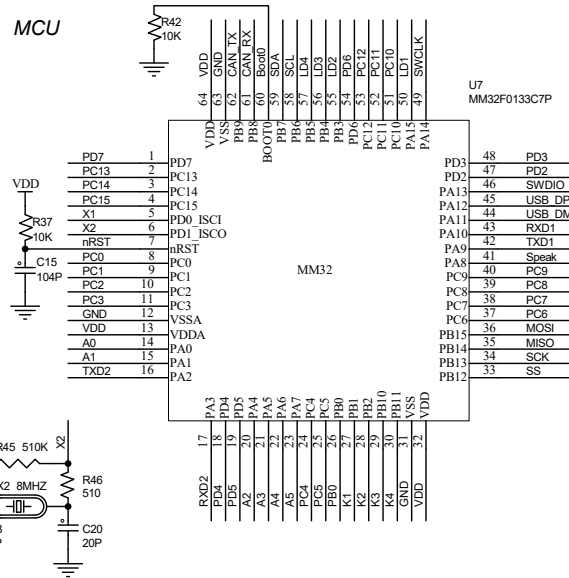 MCU
R42
10K
VDD
GND
CAN_TX
CAN_RX
Boot0
SDA
SCL
LD4
LD3
LD2
PD6
PC12
PC11
PC10
LD1
SWCLK
64
63
62
61
60
59
58
57
56
55
54
53
52
51
50
49
U7
MM32F0133C7P
VDD
VSS
PB9
PB8
BOOT0
PB7
PB6
PB5
PB4
PB3
PD6
PC12
PC11
PC10
PA15
PA14
PD7 1 PD7
PC13 2 PC13
PC14 3 PC14
PC15 4 PC15
X1 5 PD0_ISCI
X2 6 PD1_ISCO
nRST 7 nRST
PC0 8 PC0
PC1 9 PC1
PC2 10 PC2
PC3 11 PC3
GND 12 VSSA
VDD 13 VDDA
A0 14 PA0
A1 15 PA1
TXD2 16 PA2
VDD
R37
10K
C15
104P
MM32
PD3 48 PD3
PD2 47 PD2
PA13 46 SWDIO
PA12 45 USB_DP
PA11 44 USB_DM
PA10 43 RXD1
PA9 42 TXD1
PA8 41 Speak
PC9 40 PC9
PC8 39 PC8
PC7 38 PC7
PC6 37 PC6
PB15 36 MOSI
PB14 35 MISO
PB13 34 SCK
PB12 33 SS
PA3
PD4
PD5
PA4
PA5
PA6
PA7
PC4
PC5
PB0
PB1
PB2
PB10
PB11
VSS
VDD
17
18
19
20
21
22
23
24
25
26
27
28
29
30
31
32
RXD2
PD4
PD5
A2
A3
A4
A5
PC4
PC5
PB0
K1
K2
K3
K4
GND
VDD
X2
R45 510K
X2 8MHZ
R46
510
C20
20P